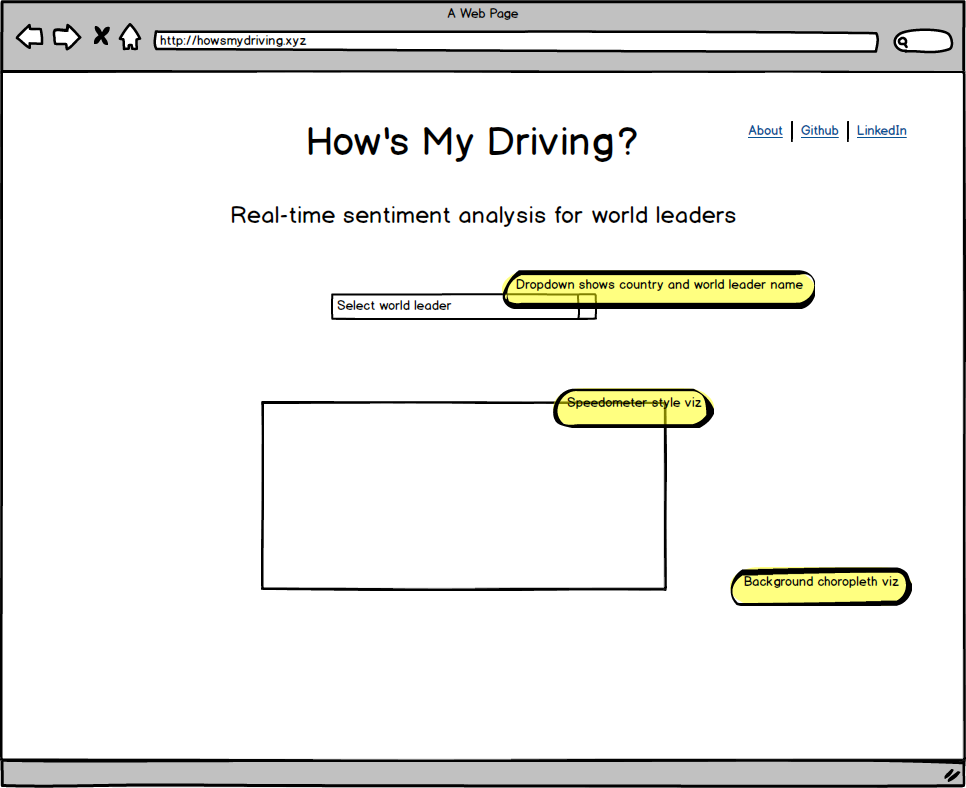 A Web Page
http://howsmydriving.xyz
How's My Driving?
About | Github | LinkedIn
Real-time sentiment analysis for world leaders
Dropdown shows country and world leader name
Select world leader
Speedometer style viz
Background choropleth viz